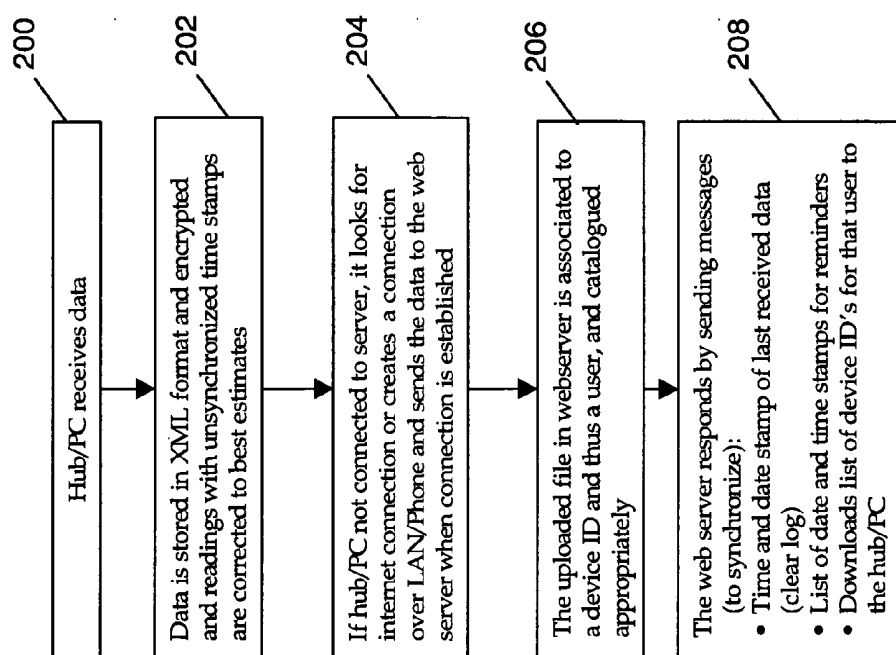 200
Hub/PC receives data
202
Data is stored in XML format and encrypted
and readings with unsynchronized time stamps
are corrected to best estimates
204
If hub/PC not connected to server, it looks for
internet connection or creates a connection
over LAN/Phone and sends the data to the web
server when connection is established
206
The uploaded file in webserver is associated to
a device ID and thus a user, and catalogued
appropriately
208
The web server responds by sending messages
(to synchronize):
• Time and date stamp of last received data
(clear log)
• List of date and time stamps for reminders
• Downloads list of device ID's for that user to
the hub/PC